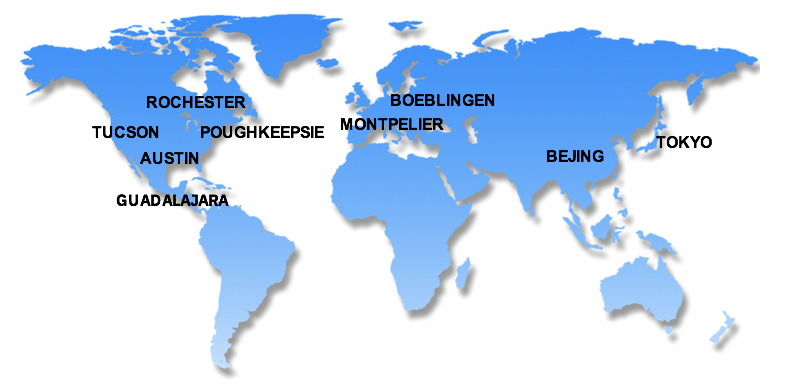 ROCHESTER
BOEBLINGEN
TUCSON
POUGHKEEPSIE
MONTPELIER
TOKYO
AUSTIN
BEJING
GUADALAJARA